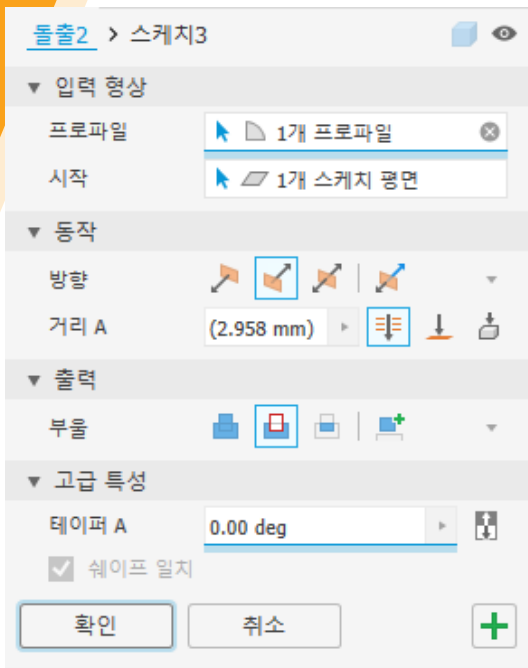 돌출2 > 스케치3
▼ 입력 형상
프로파일 1개 프로파일
시작 1개 스케치 평면
▼ 동작
방향
거리 A (2.958 mm)
▼ 출력
부울
▼ 고급 특성
테이퍼 A 0.00 deg
쉐이프 일치
확인 취소